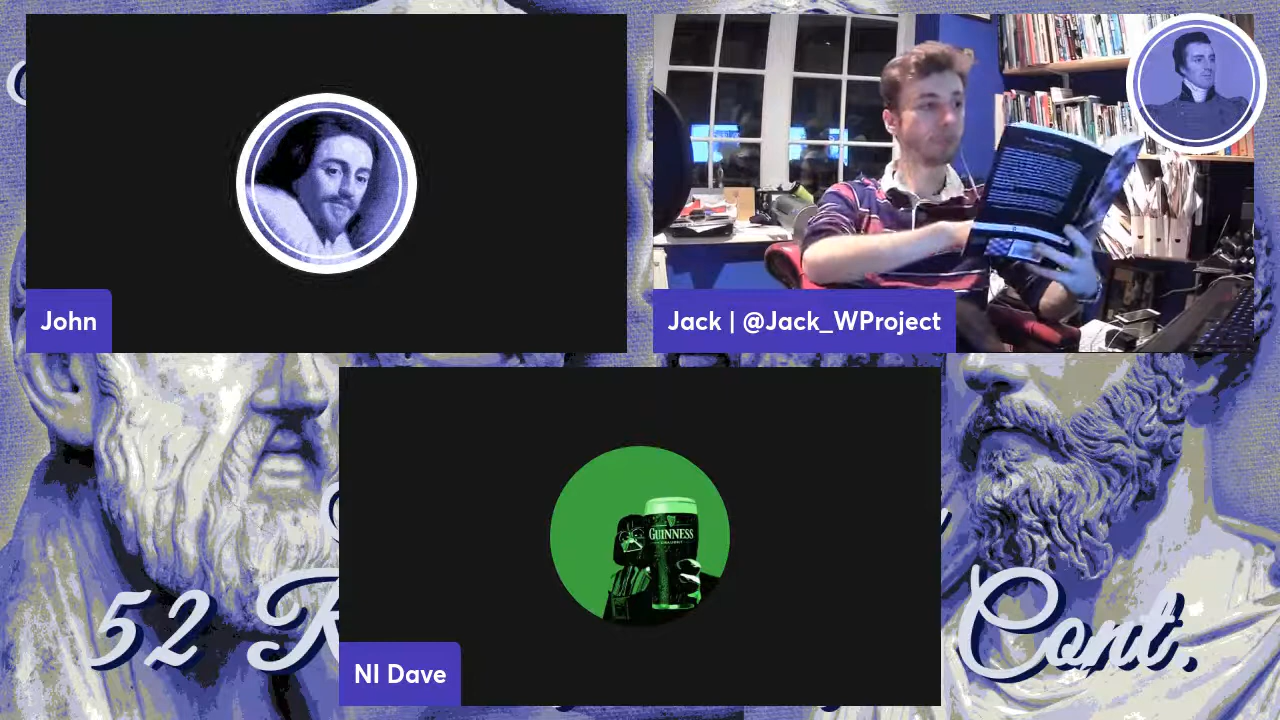 John
Jack | @Jack_WProject
GUINNESS
NI Dave
52 R
Cont.